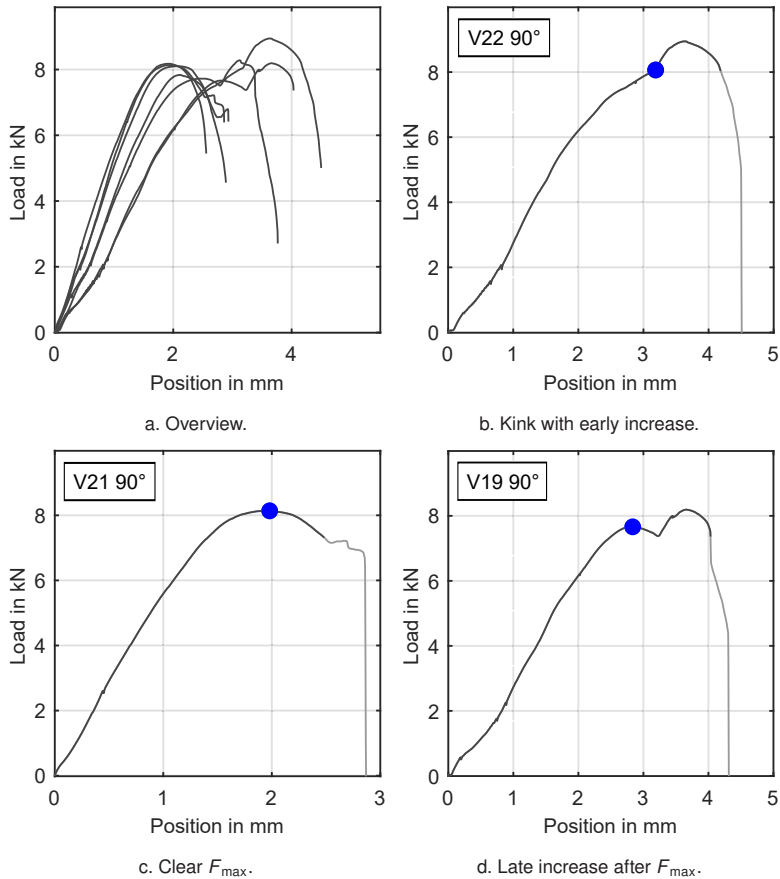 8
6
4
2
0
Load in kN
0
2
4
Position in mm
a. Overview.
V22 90°
8
6
4
2
0
Load in kN
0
1
2
3
4
5
Position in mm
b. Kink with early increase.
V21 90°
8
6
4
2
0
Load in kN
0
1
2
3
Position in mm
c. Clear Fmax.
V19 90°
8
6
4
2
0
Load in kN
0
1
2
3
4
5
Position in mm
d. Late increase after Fmax.